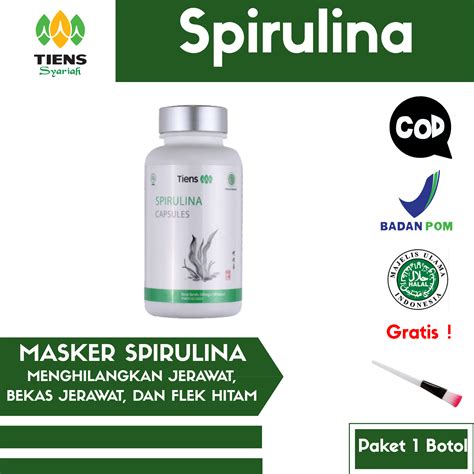 TIENS
Syariah
Spirulina
COD
BADAN POM
MAJELIS ULAMA
HALAL
INDONESIA
Gratis !
Tiens
SPIRULINA
CAPSULES
MASKER SPIRULINA
MENGHILANGKAN JERAWAT,
BEKAS JERAWAT, DAN FLEK HITAM
Paket 1 Botol